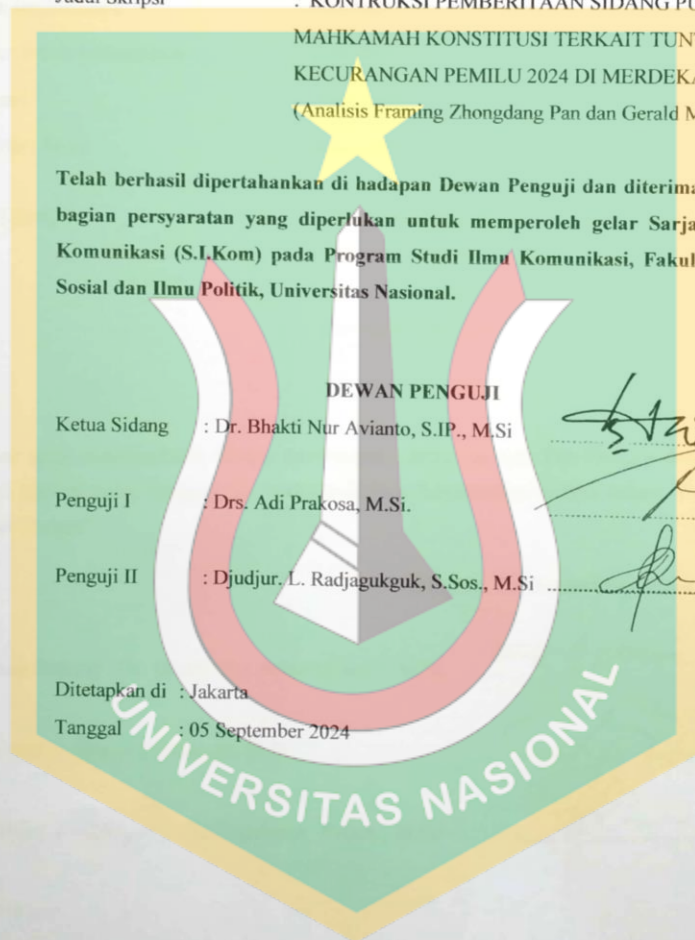 Judul Skripsi : KONTRUKSI PEMBERITAAN SIDANG
MAHKAMAH KONSTITUSI TERKAIT
KECURANGAN PEMILU 2024 DI
(Analisis Framing Zhongdang Pan dan Gerald
Telah berhasil dipertahankan di hadapan Dewan Penguji dan
bagian persyaratan yang diperlukan untuk memperoleh gelar
Komunikasi (S.I.Kom) pada Program Studi Ilmu Komunikasi,
Sosial dan Ilmu Politik, Universitas Nasional.
DEWAN PENGUJI
Ketua Sidang : Dr. Bhakti Nur Avianto, S.IP., M.Si
Penguji I : Drs. Adi Prakosa, M.Si.
Penguji II : Djudjur. L. Radjagukguk, S.Sos., M.Si
Ditetapkan di : Jakarta
Tanggal : 05 September 2024
UNIVERSITAS NASIONAL